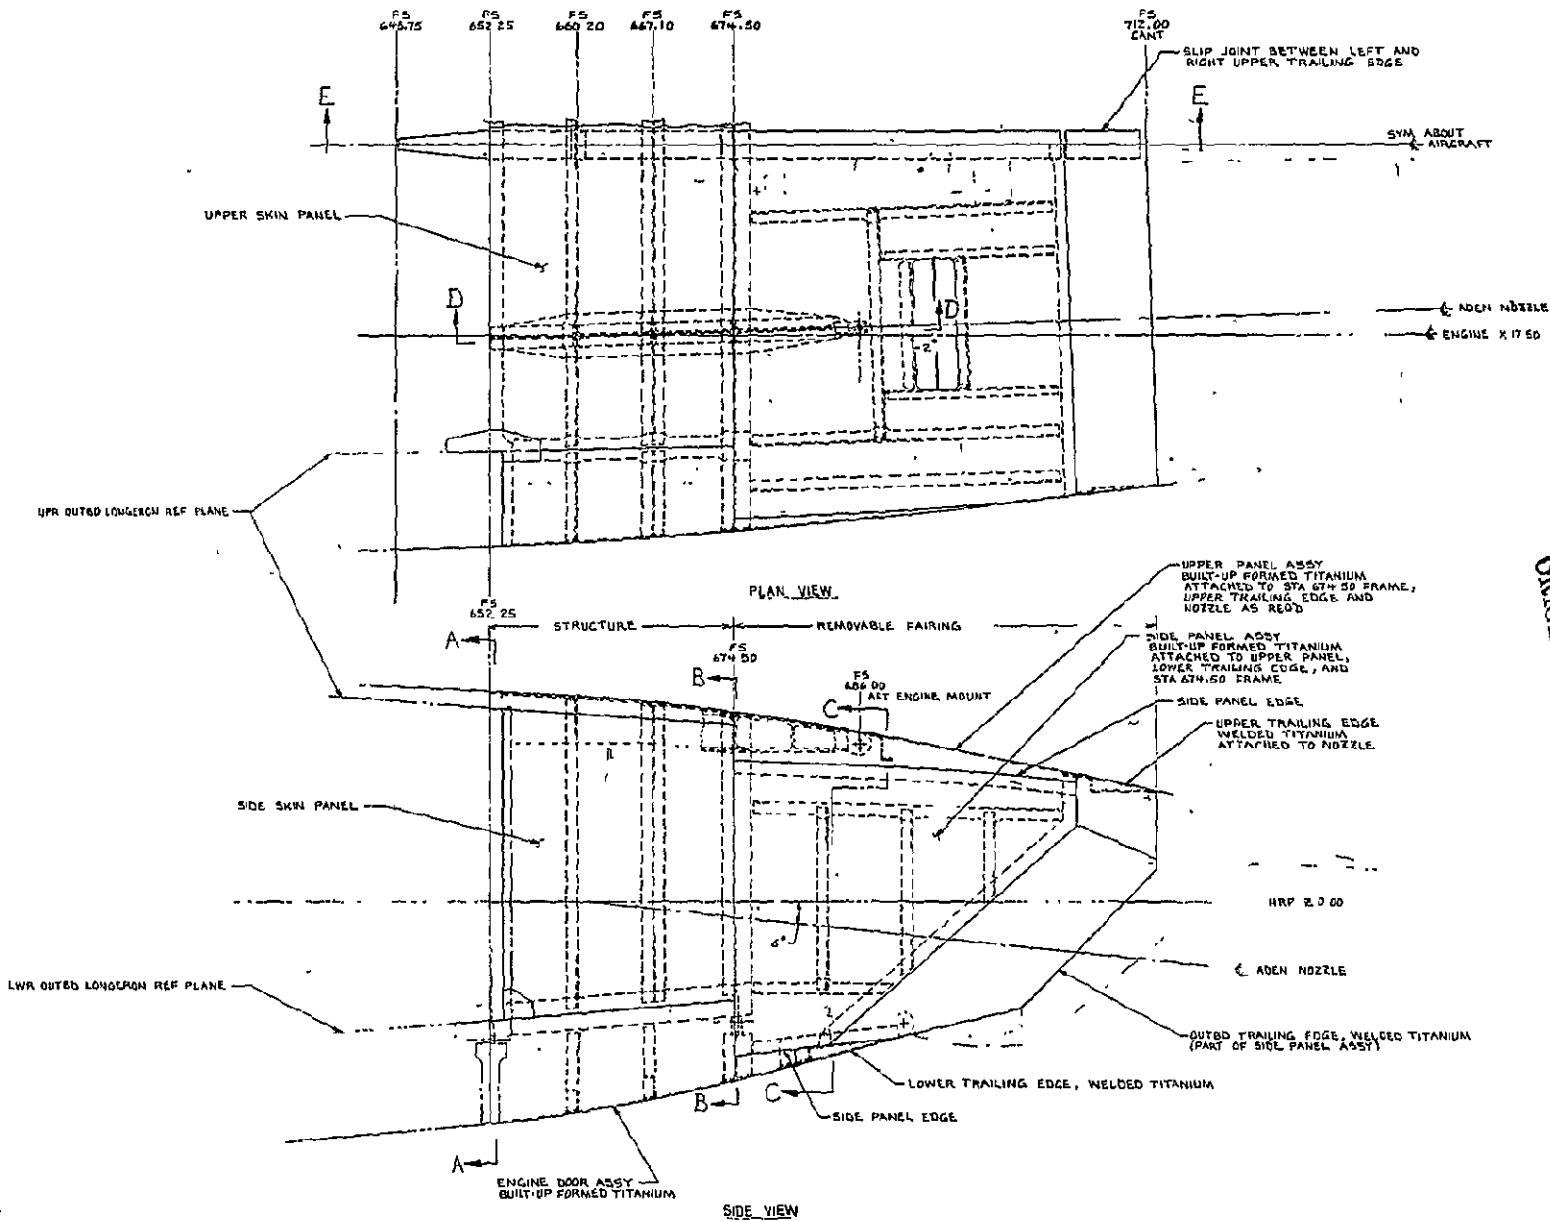 FS
643.75
FS
652 25
FS
660.20
FS
667.10
FS
674.50
FS
712.00
CANT
SLIP JOINT BETWEEN LEFT AND
RIGHT UPPER TRAILING EDGE
E
E
SYM ABOUT
℄ AIRCRAFT
UPPER SKIN PANEL
D
D
2°
℄ ADEN NOZZLE
℄ ENGINE X 17 50
UPR OUTBD LONGERON REF PLANE
PLAN VIEW
UPPER PANEL ASSY
BUILT-UP FORMED TITANIUM
ATTACHED TO STA 674 50 FRAME,
UPPER TRAILING EDGE AND
NOZZLE AS REQD
FS
652 25
A
STRUCTURE
REMOVABLE FAIRING
SIDE PANEL ASSY
BUILT-UP FORMED TITANIUM
ATTACHED TO UPPER PANEL,
LOWER TRAILING EDGE, AND
STA 674.50 FRAME
FS
674 50
B
FS
686 00
AFT ENGINE MOUNT
C
SIDE PANEL EDGE
UPPER TRAILING EDGE
WELDED TITANIUM
ATTACHED TO NOZZLE
SIDE SKIN PANEL
HRP Z 0 00
6°
℄ ADEN NOZZLE
LWR OUTBD LONGERON REF PLANE
OUTBD TRAILING EDGE, WELDED TITANIUM
(PART OF SIDE PANEL ASSY)
LOWER TRAILING EDGE, WELDED TITANIUM
B
C
SIDE PANEL EDGE
A
ENGINE DOOR ASSY
BUILT-UP FORMED TITANIUM
SIDE VIEW